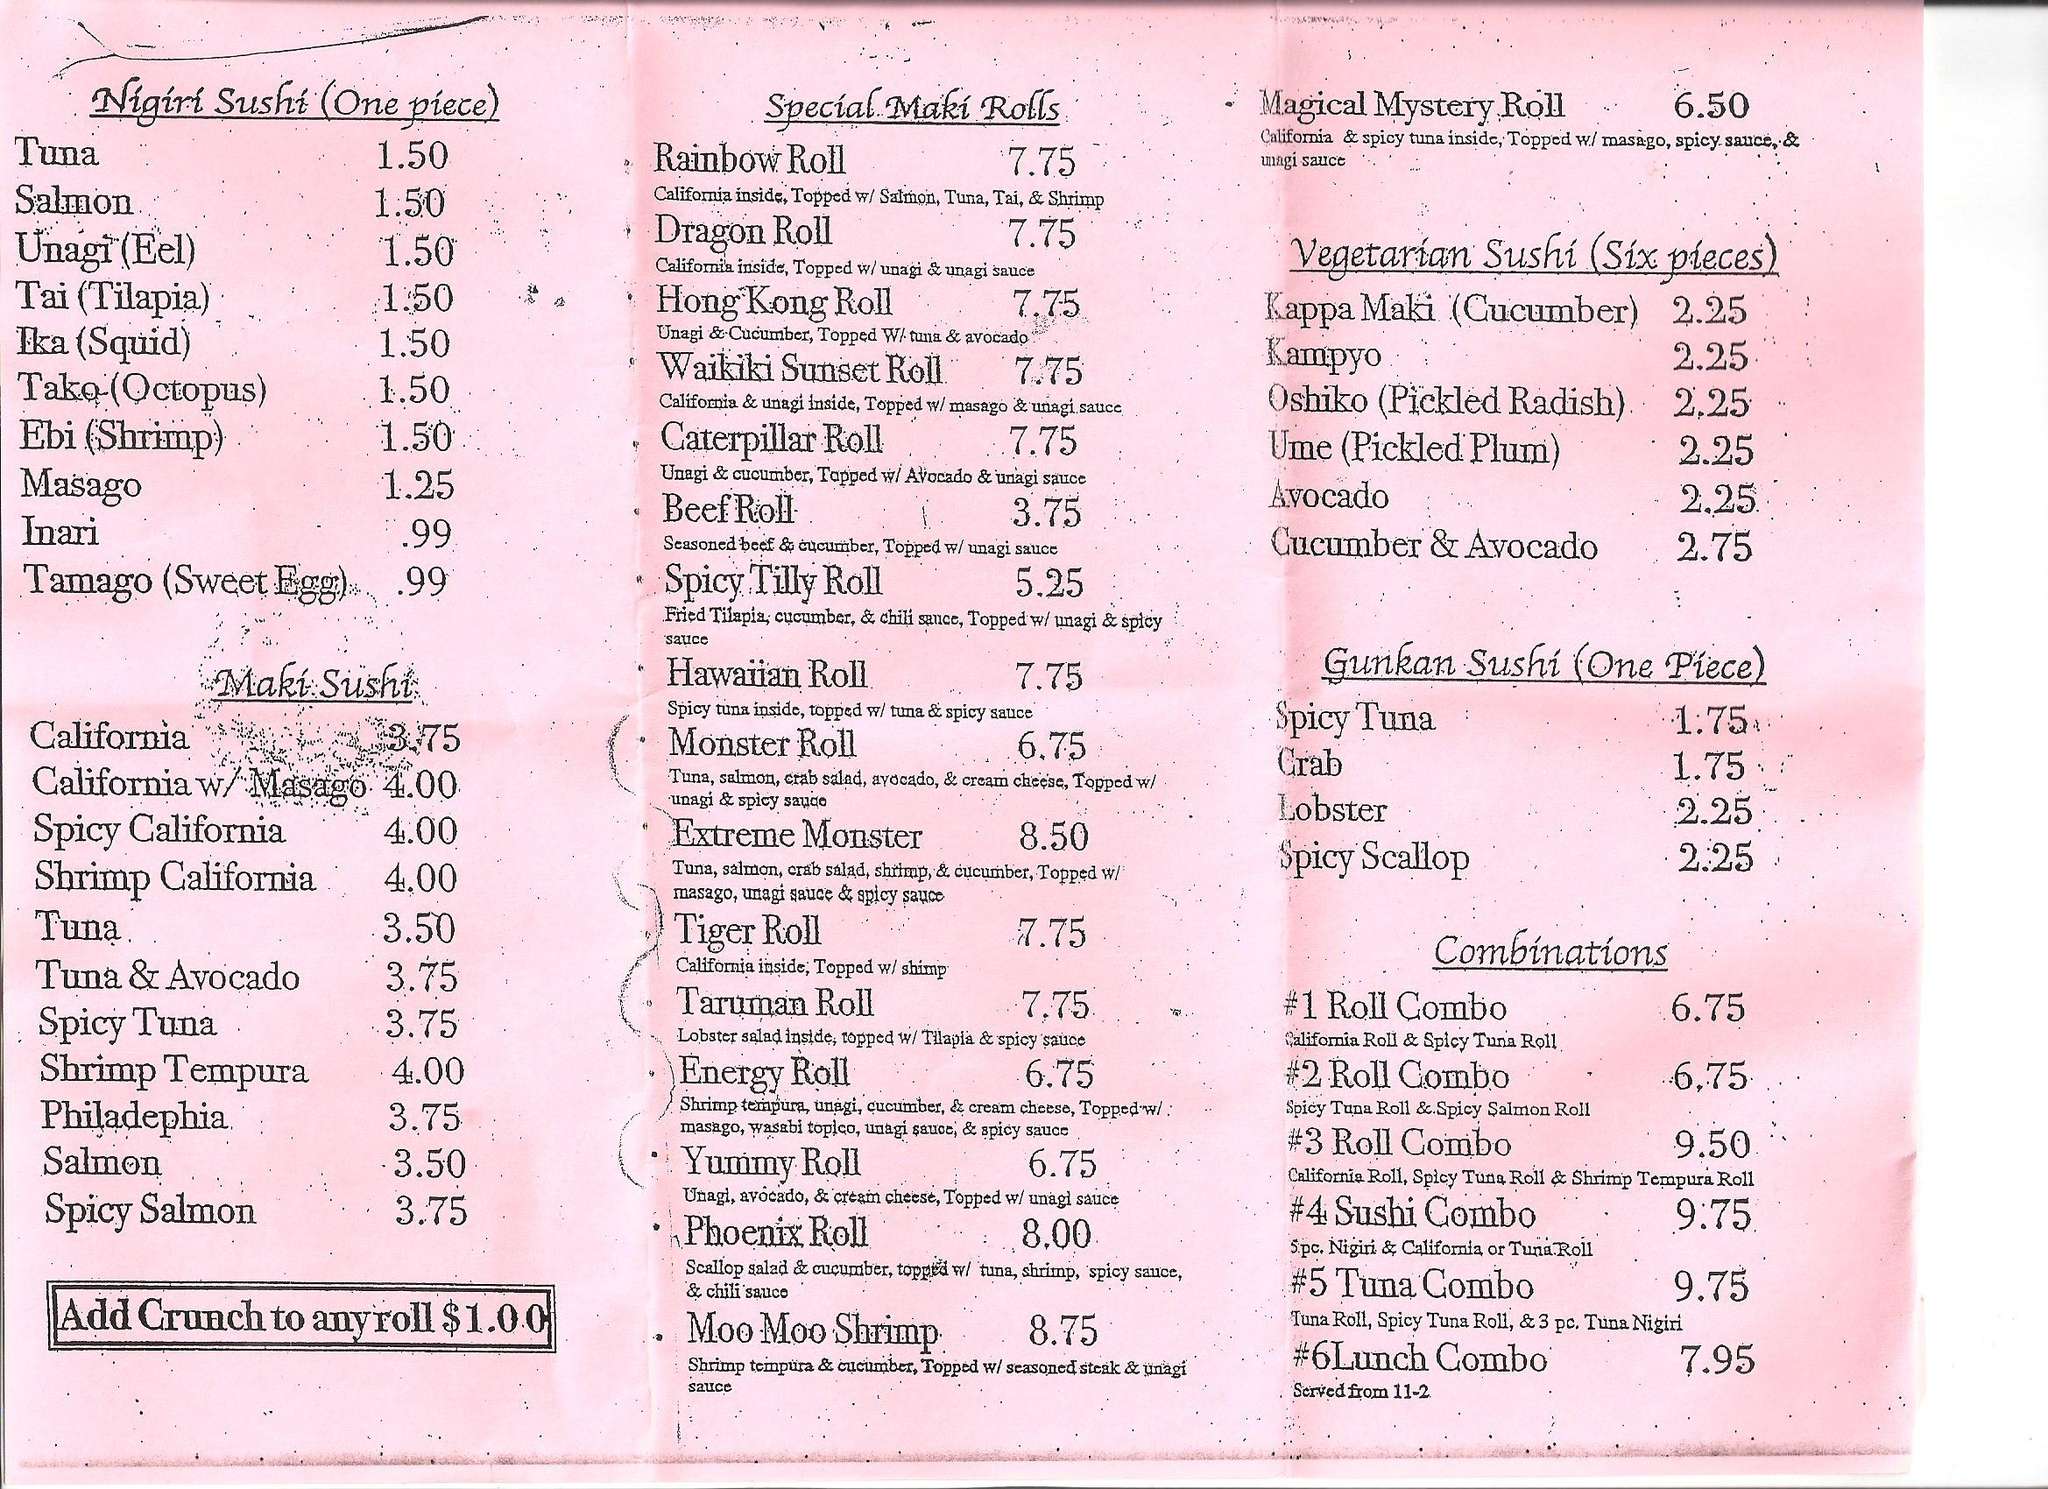 Nigiri Sushi (One piece)
Tuna 1.50
Salmon 1.50
Unagi (Eel) 1.50
Tai (Tilapia) 1.50
Ika (Squid) 1.50
Tako (Octopus) 1.50
Ebi (Shrimp) 1.50
Masago 1.25
Inari .99
Tamago (Sweet Egg) .99
Maki Sushi
California 3.75
California w/ Masago 4.00
Spicy California 4.00
Shrimp California 4.00
Tuna 3.50
Tuna & Avocado 3.75
Spicy Tuna 3.75
Shrimp Tempura 4.00
Philadephia 3.75
Salmon 3.50
Spicy Salmon 3.75
Add Crunch to any roll $1.00
Special Maki Rolls
Rainbow Roll 7.75
California inside, Topped w/ Salmon, Tuna, Tai, & Shrimp
Dragon Roll 7.75
California inside, Topped w/ unagi & unagi sauce
Hong Kong Roll 7.75
Unagi & Cucumber, Topped W/ tuna & avocado
Waikiki Sunset Roll 7.75
California & unagi inside, Topped w/ masago & unagi sauce
Caterpillar Roll 7.75
Unagi & cucumber, Topped w/ Avocado & unagi sauce
Beef Roll 3.75
Seasoned beef & cucumber, Topped w/ unagi sauce
Spicy Tilly Roll 5.25
Fried Tilapia, cucumber, & chili sauce, Topped w/ unagi & spicy
sauce
Hawaiian Roll 7.75
Spicy tuna inside, topped w/ tuna & spicy sauce
Monster Roll 6.75
Tuna, salmon, crab salad, avocado, & cream cheese, Topped w/
unagi & spicy sauce
Extreme Monster 8.50
Tuna, salmon, crab salad, shrimp, & cucumber, Topped w/
masago, unagi sauce & spicy sauce
Tiger Roll 7.75
California inside, Topped w/ shimp
Taruman Roll 7.75
Lobster salad inside, topped w/ Tilapia & spicy sauce
Energy Roll 6.75
Shrimp tempura, unagi, cucumber, & cream cheese, Topped w/
masago, wasabi topico, unagi sauce, & spicy sauce
Yummy Roll 6.75
Unagi, avocado, & cream cheese, Topped w/ unagi sauce
Phoenix Roll 8.00
Scallop salad & cucumber, topped w/ tuna, shrimp, spicy sauce,
& chili sauce
Moo Moo Shrimp 8.75
Shrimp tempura & cucumber, Topped w/ seasoned steak & unagi
sauce
Magical Mystery Roll 6.50
California & spicy tuna inside, Topped w/ masago, spicy sauce, &
unagi sauce
Vegetarian Sushi (Six pieces)
Kappa Maki (Cucumber) 2.25
Kampyo 2.25
Oshiko (Pickled Radish) 2.25
Ume (Pickled Plum) 2.25
Avocado 2.25
Cucumber & Avocado 2.75
Gunkan Sushi (One Piece)
Spicy Tuna 1.75
Crab 1.75
Lobster 2.25
Spicy Scallop 2.25
Combinations
#1 Roll Combo 6.75
California Roll & Spicy Tuna Roll
#2 Roll Combo 6.75
Spicy Tuna Roll & Spicy Salmon Roll
#3 Roll Combo 9.50
California Roll, Spicy Tuna Roll & Shrimp Tempura Roll
#4 Sushi Combo 9.75
5 pc. Nigiri & California or Tuna Roll
#5 Tuna Combo 9.75
Tuna Roll, Spicy Tuna Roll, & 3 pc. Tuna Nigiri
#6 Lunch Combo 7.95
Served from 11-2